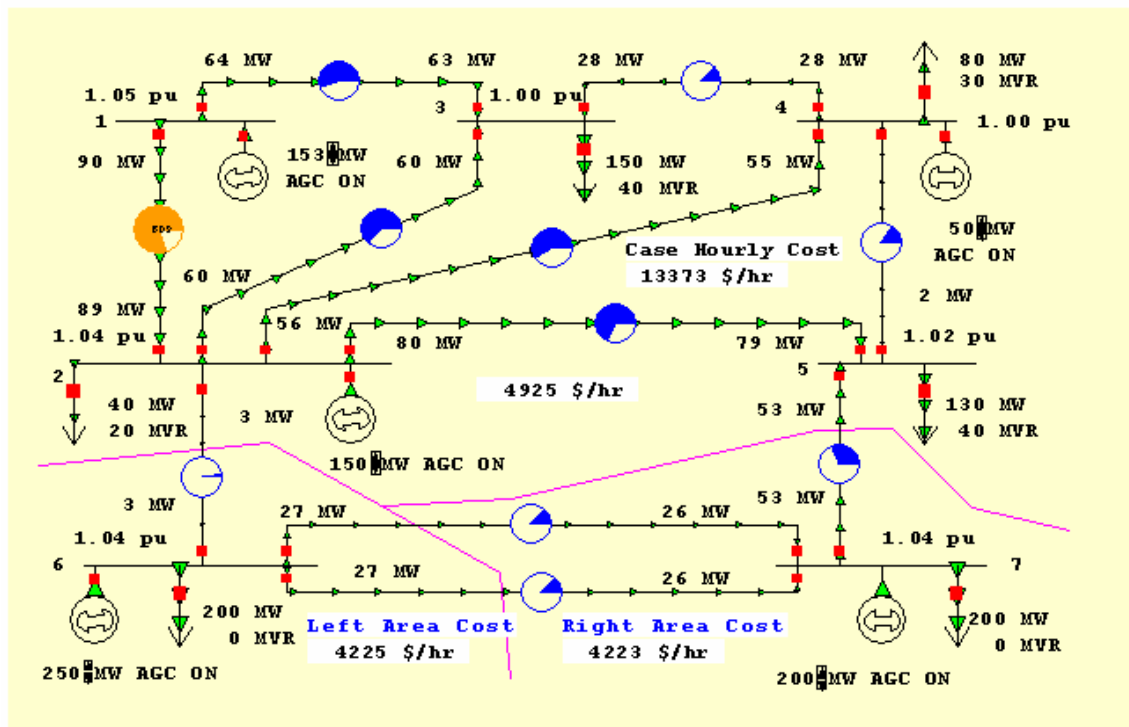 64 MW
63 MW
28 MW
28 MW
80 MW
30 MVR
1.05 pu
1.00 pu
3
4
1
1.00 pu
90 MW
153 MW
AGC ON
60 MW
150 MW
40 MVR
55 MW
50 MW
AGC ON
Case Hourly Cost
13373 $/hr
60 MW
89 MW
1.04 pu
56 MW
80 MW
79 MW
2 MW
1.02 pu
2
5
40 MW
20 MVR
3 MW
4925 $/hr
53 MW
130 MW
40 MVR
150 MW AGC ON
3 MW
27 MW
26 MW
53 MW
1.04 pu
1.04 pu
6
7
27 MW
26 MW
200 MW
0 MVR
Left Area Cost
4225 $/hr
Right Area Cost
4223 $/hr
200 MW
0 MVR
250 MW AGC ON
200 MW AGC ON